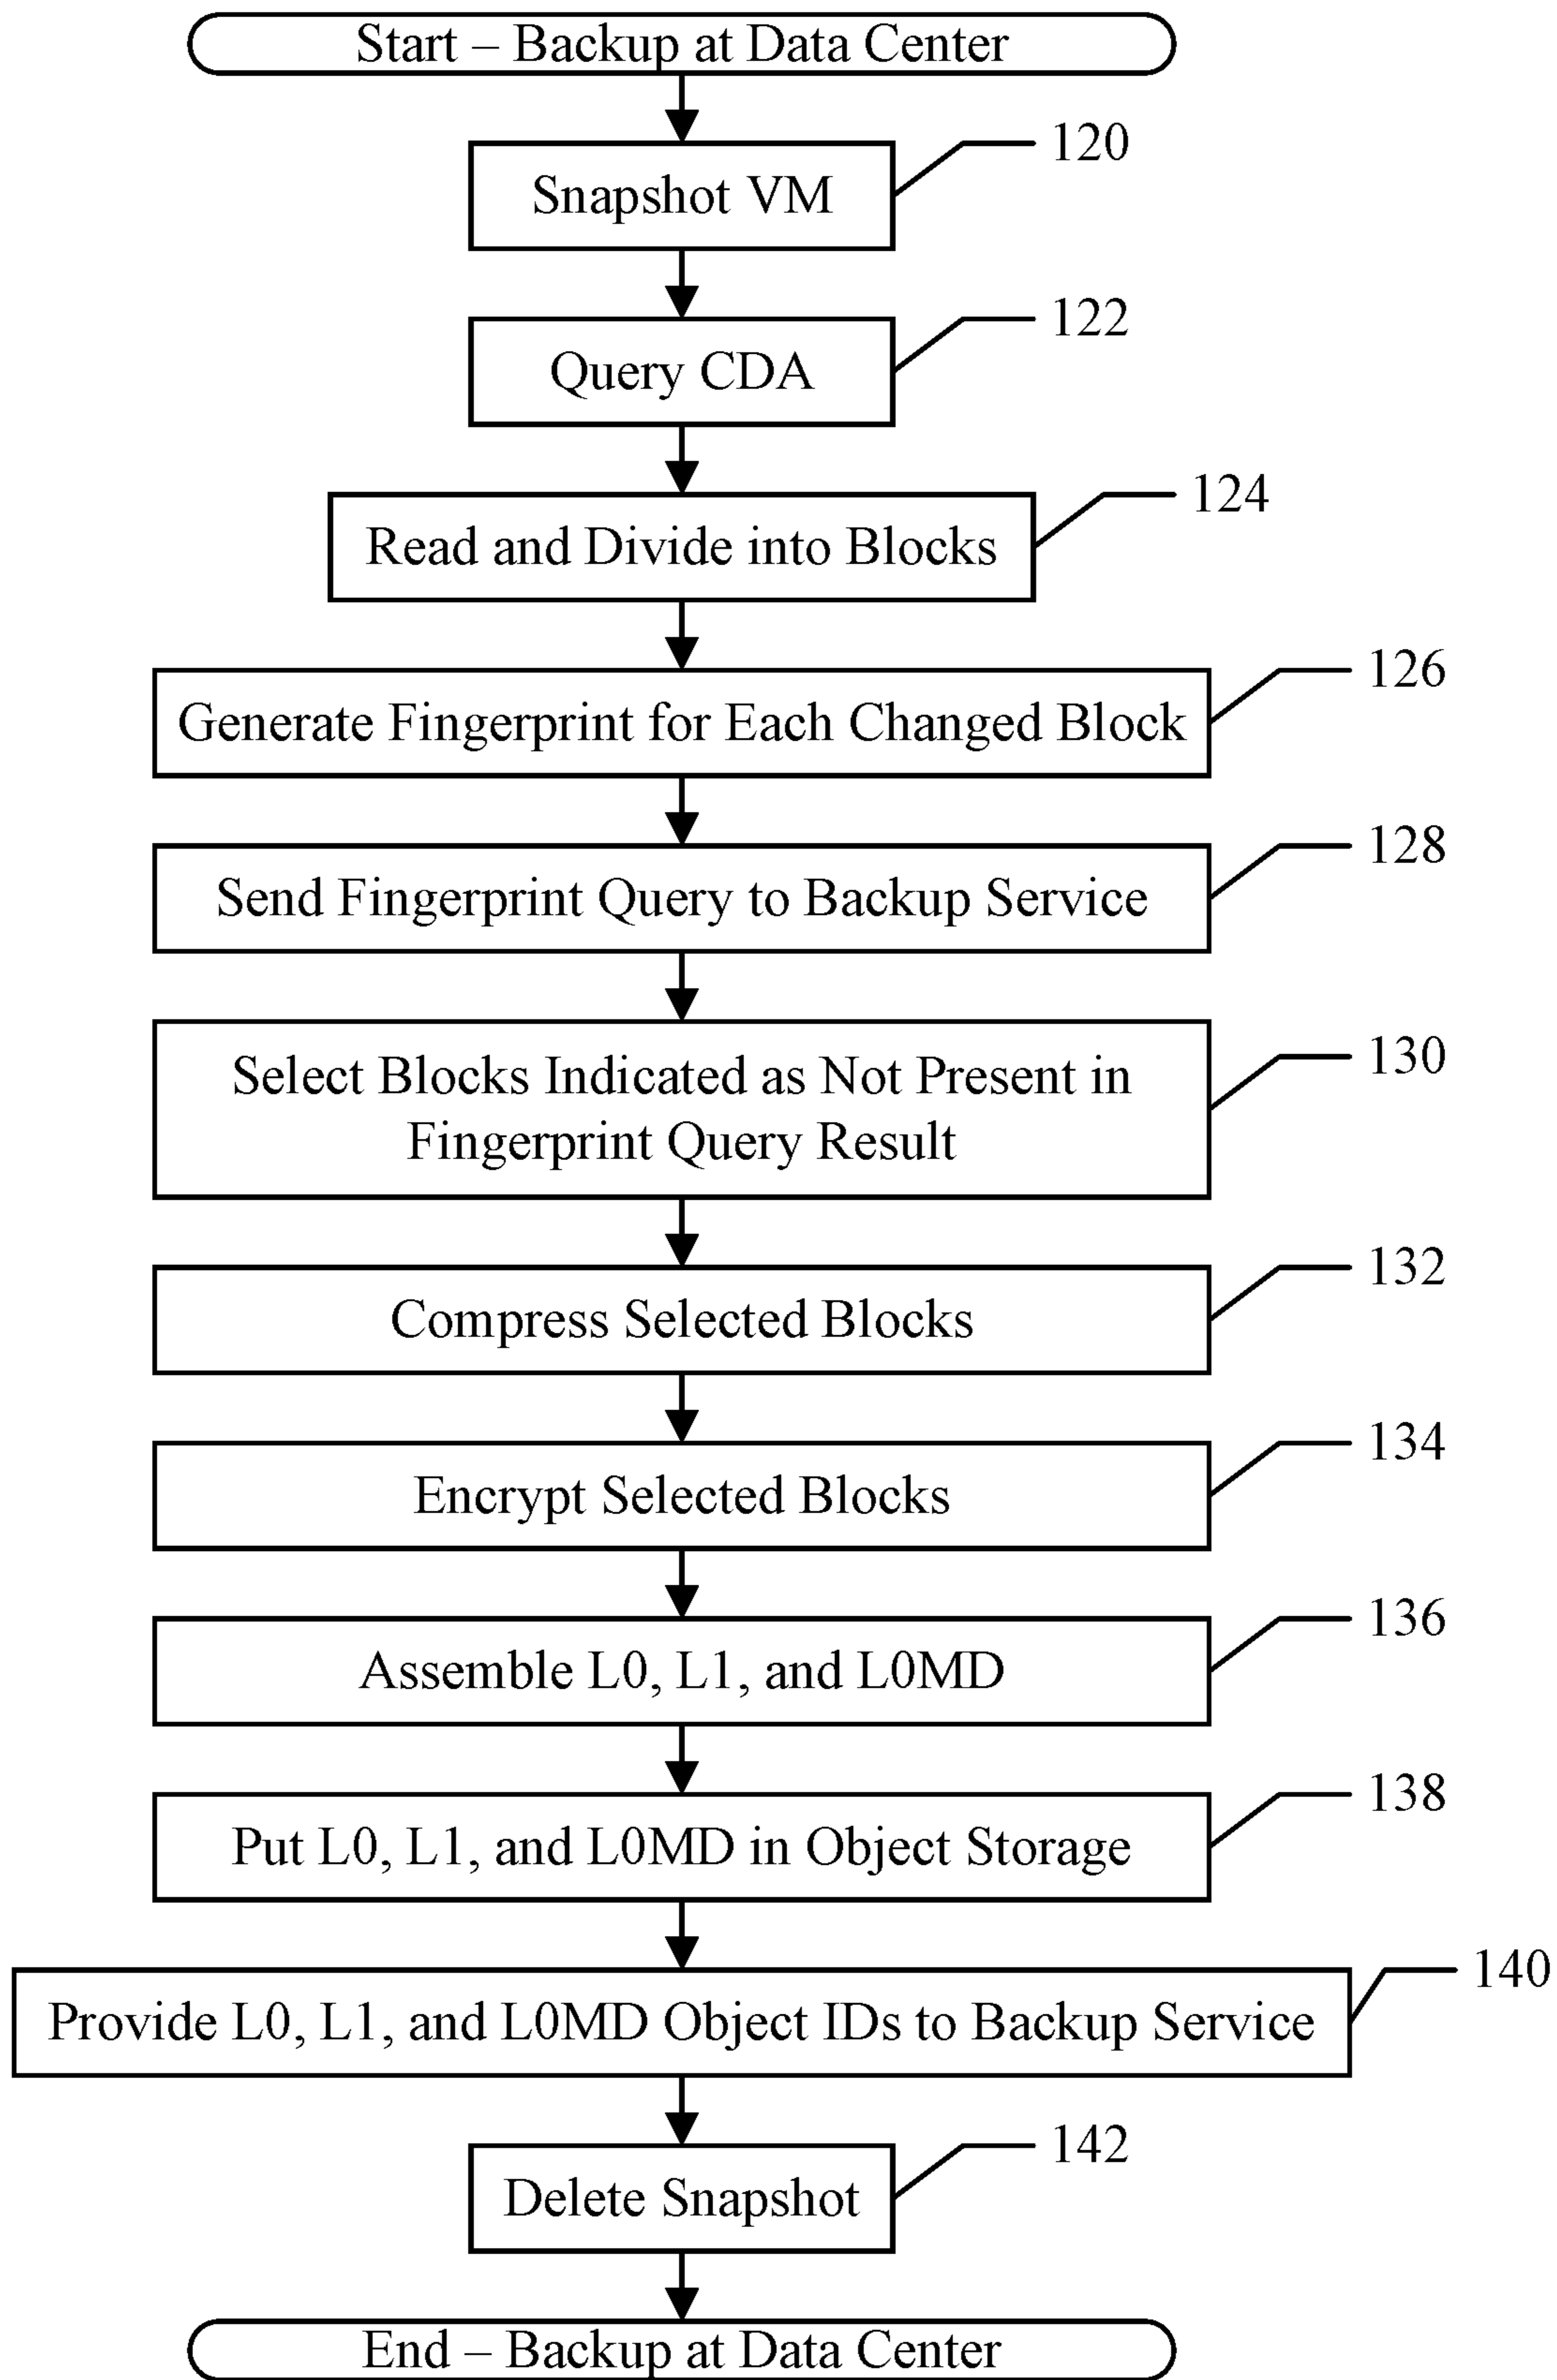 Start – Backup at Data Center
120
Snapshot VM
122
Query CDA
124
Read and Divide into Blocks
126
Generate Fingerprint for Each Changed Block
128
Send Fingerprint Query to Backup Service
130
Select Blocks Indicated as Not Present in
Fingerprint Query Result
132
Compress Selected Blocks
134
Encrypt Selected Blocks
136
Assemble L0, L1, and L0MD
138
Put L0, L1, and L0MD in Object Storage
140
Provide L0, L1, and L0MD Object IDs to Backup Service
142
Delete Snapshot
End – Backup at Data Center